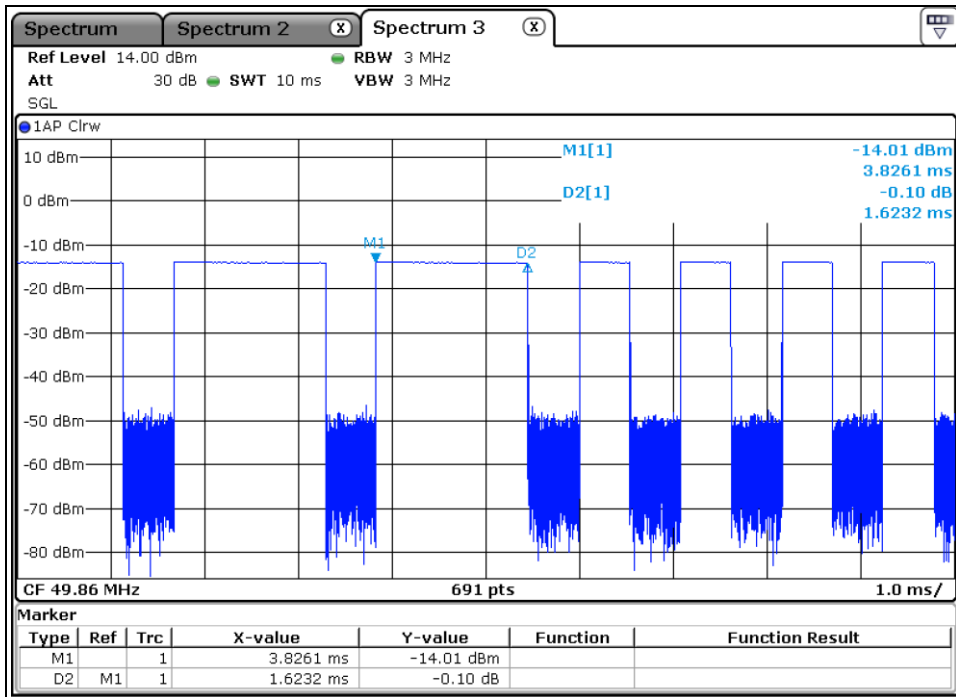 Spectrum Spectrum 2 X Spectrum 3 X
Ref Level 14.00 dBm RBW 3 MHz
Att 30 dB SWT 10 ms VBW 3 MHz
SGL
1AP Clrw
M1[1] -14.01 dBm
3.8261 ms
D2[1] -0.10 dB
1.6232 ms
10 dBm
0 dBm
-10 dBm
M1
D2
-20 dBm
-30 dBm
-40 dBm
-50 dBm
-60 dBm
-70 dBm
-80 dBm
CF 49.86 MHz 691 pts 1.0 ms/
Marker
Type Ref Trc X-value Y-value Function Function Result
M1 1 3.8261 ms -14.01 dBm
D2 M1 1 1.6232 ms -0.10 dB